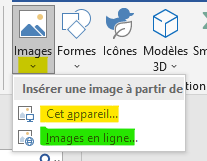 Images Formes Icônes Modèles
3D
Insérer une image à partir de
Cet appareil...
Images en ligne...